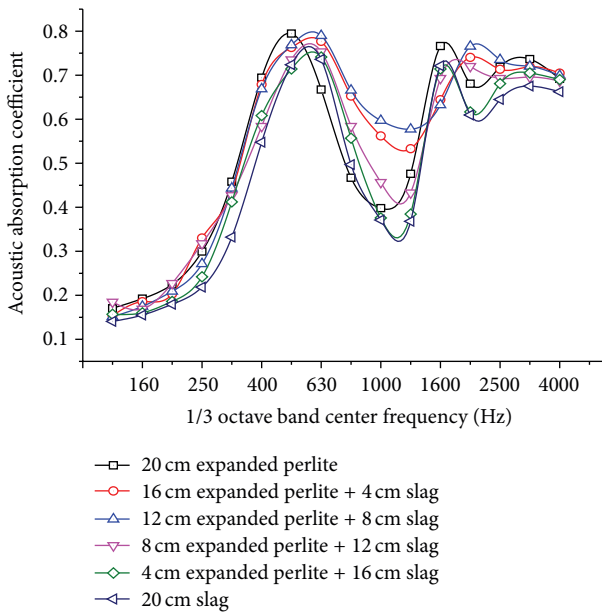 0.8
0.7
0.6
0.5
0.4
0.3
0.2
0.1
Acoustic absorption coefficient
160 250 400 630 1000 1600 2500 4000
1/3 octave band center frequency (Hz)
20 cm expanded perlite
16 cm expanded perlite + 4 cm slag
12 cm expanded perlite + 8 cm slag
8 cm expanded perlite + 12 cm slag
4 cm expanded perlite + 16 cm slag
20 cm slag